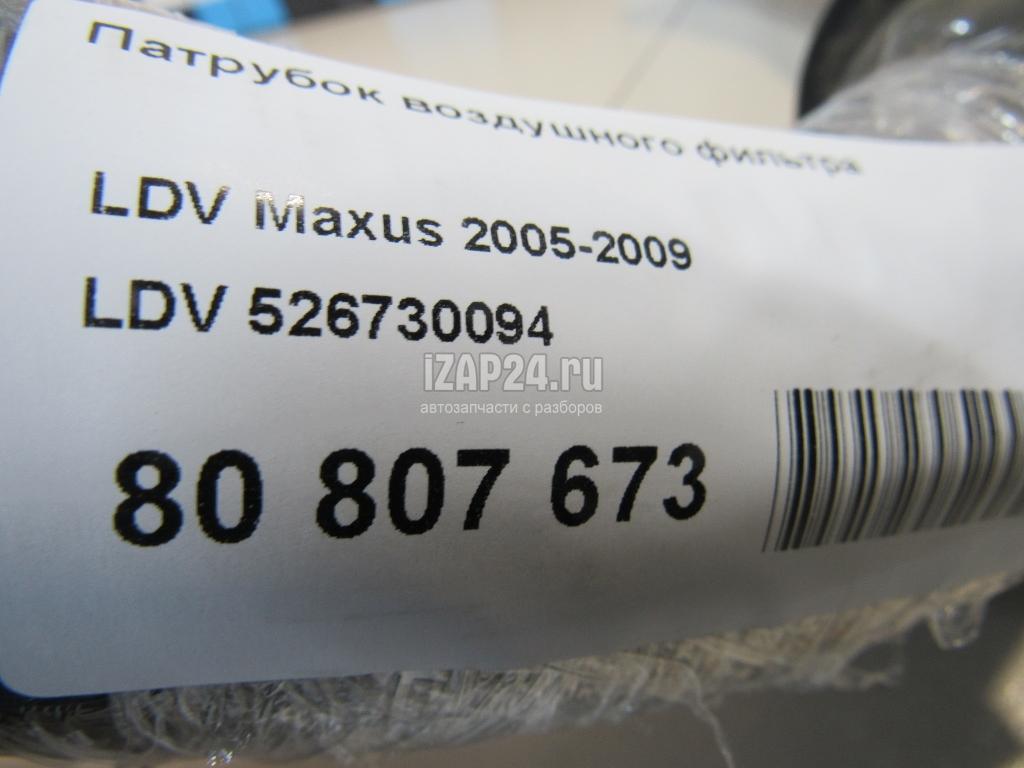 Патрубок воздушного фильтра
LDV Maxus 2005-2009
LDV 526730094
iZAP24.ru
автозапчасти с разборов
80 807 673